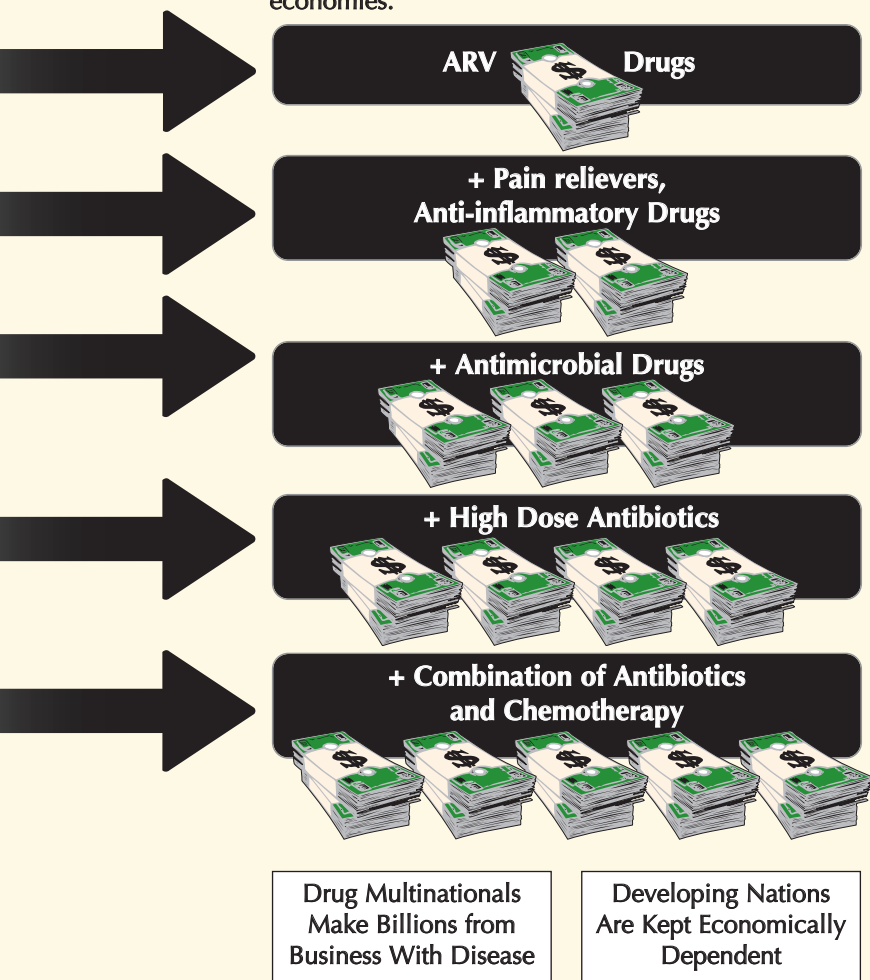 economies.
ARV Drugs
+ Pain relievers,
Anti-inflammatory Drugs
+ Antimicrobial Drugs
+ High Dose Antibiotics
+ Combination of Antibiotics
and Chemotherapy
Drug Multinationals
Make Billions from
Business With Disease
Developing Nations
Are Kept Economically
Dependent